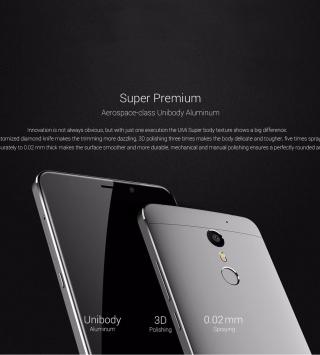 Super Premium
Aerospace-class Unibody Aluminum
Innovation is not always obvious, but with just one execution the UMi Super body texture shows a big difference.
tomized diamond knife makes the trimming more dazzling, 3D polishing three times makes the body delicate and tougher, five times spray
urately to 0.02 mm thick makes the surface smoother and more durable, mechanical and manual polishing ensures a perfectly rounded a
Unibody
Aluminum
3D
Polishing
0.02 mm
Spraying